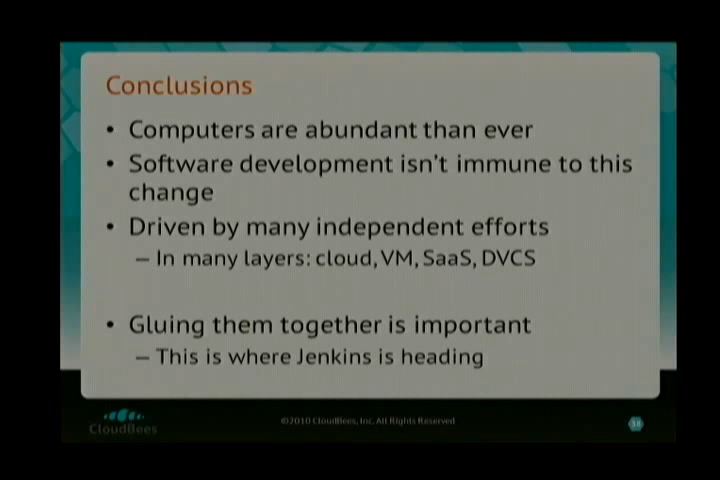 Conclusions
• Computers are abundant than ever
• Software development isn't immune to this
change
• Driven by many independent efforts
– In many layers: cloud, VM, SaaS, DVCS
• Gluing them together is important
– This is where Jenkins is heading
CloudBees
©2010 CloudBees, Inc. All Rights Reserved
38